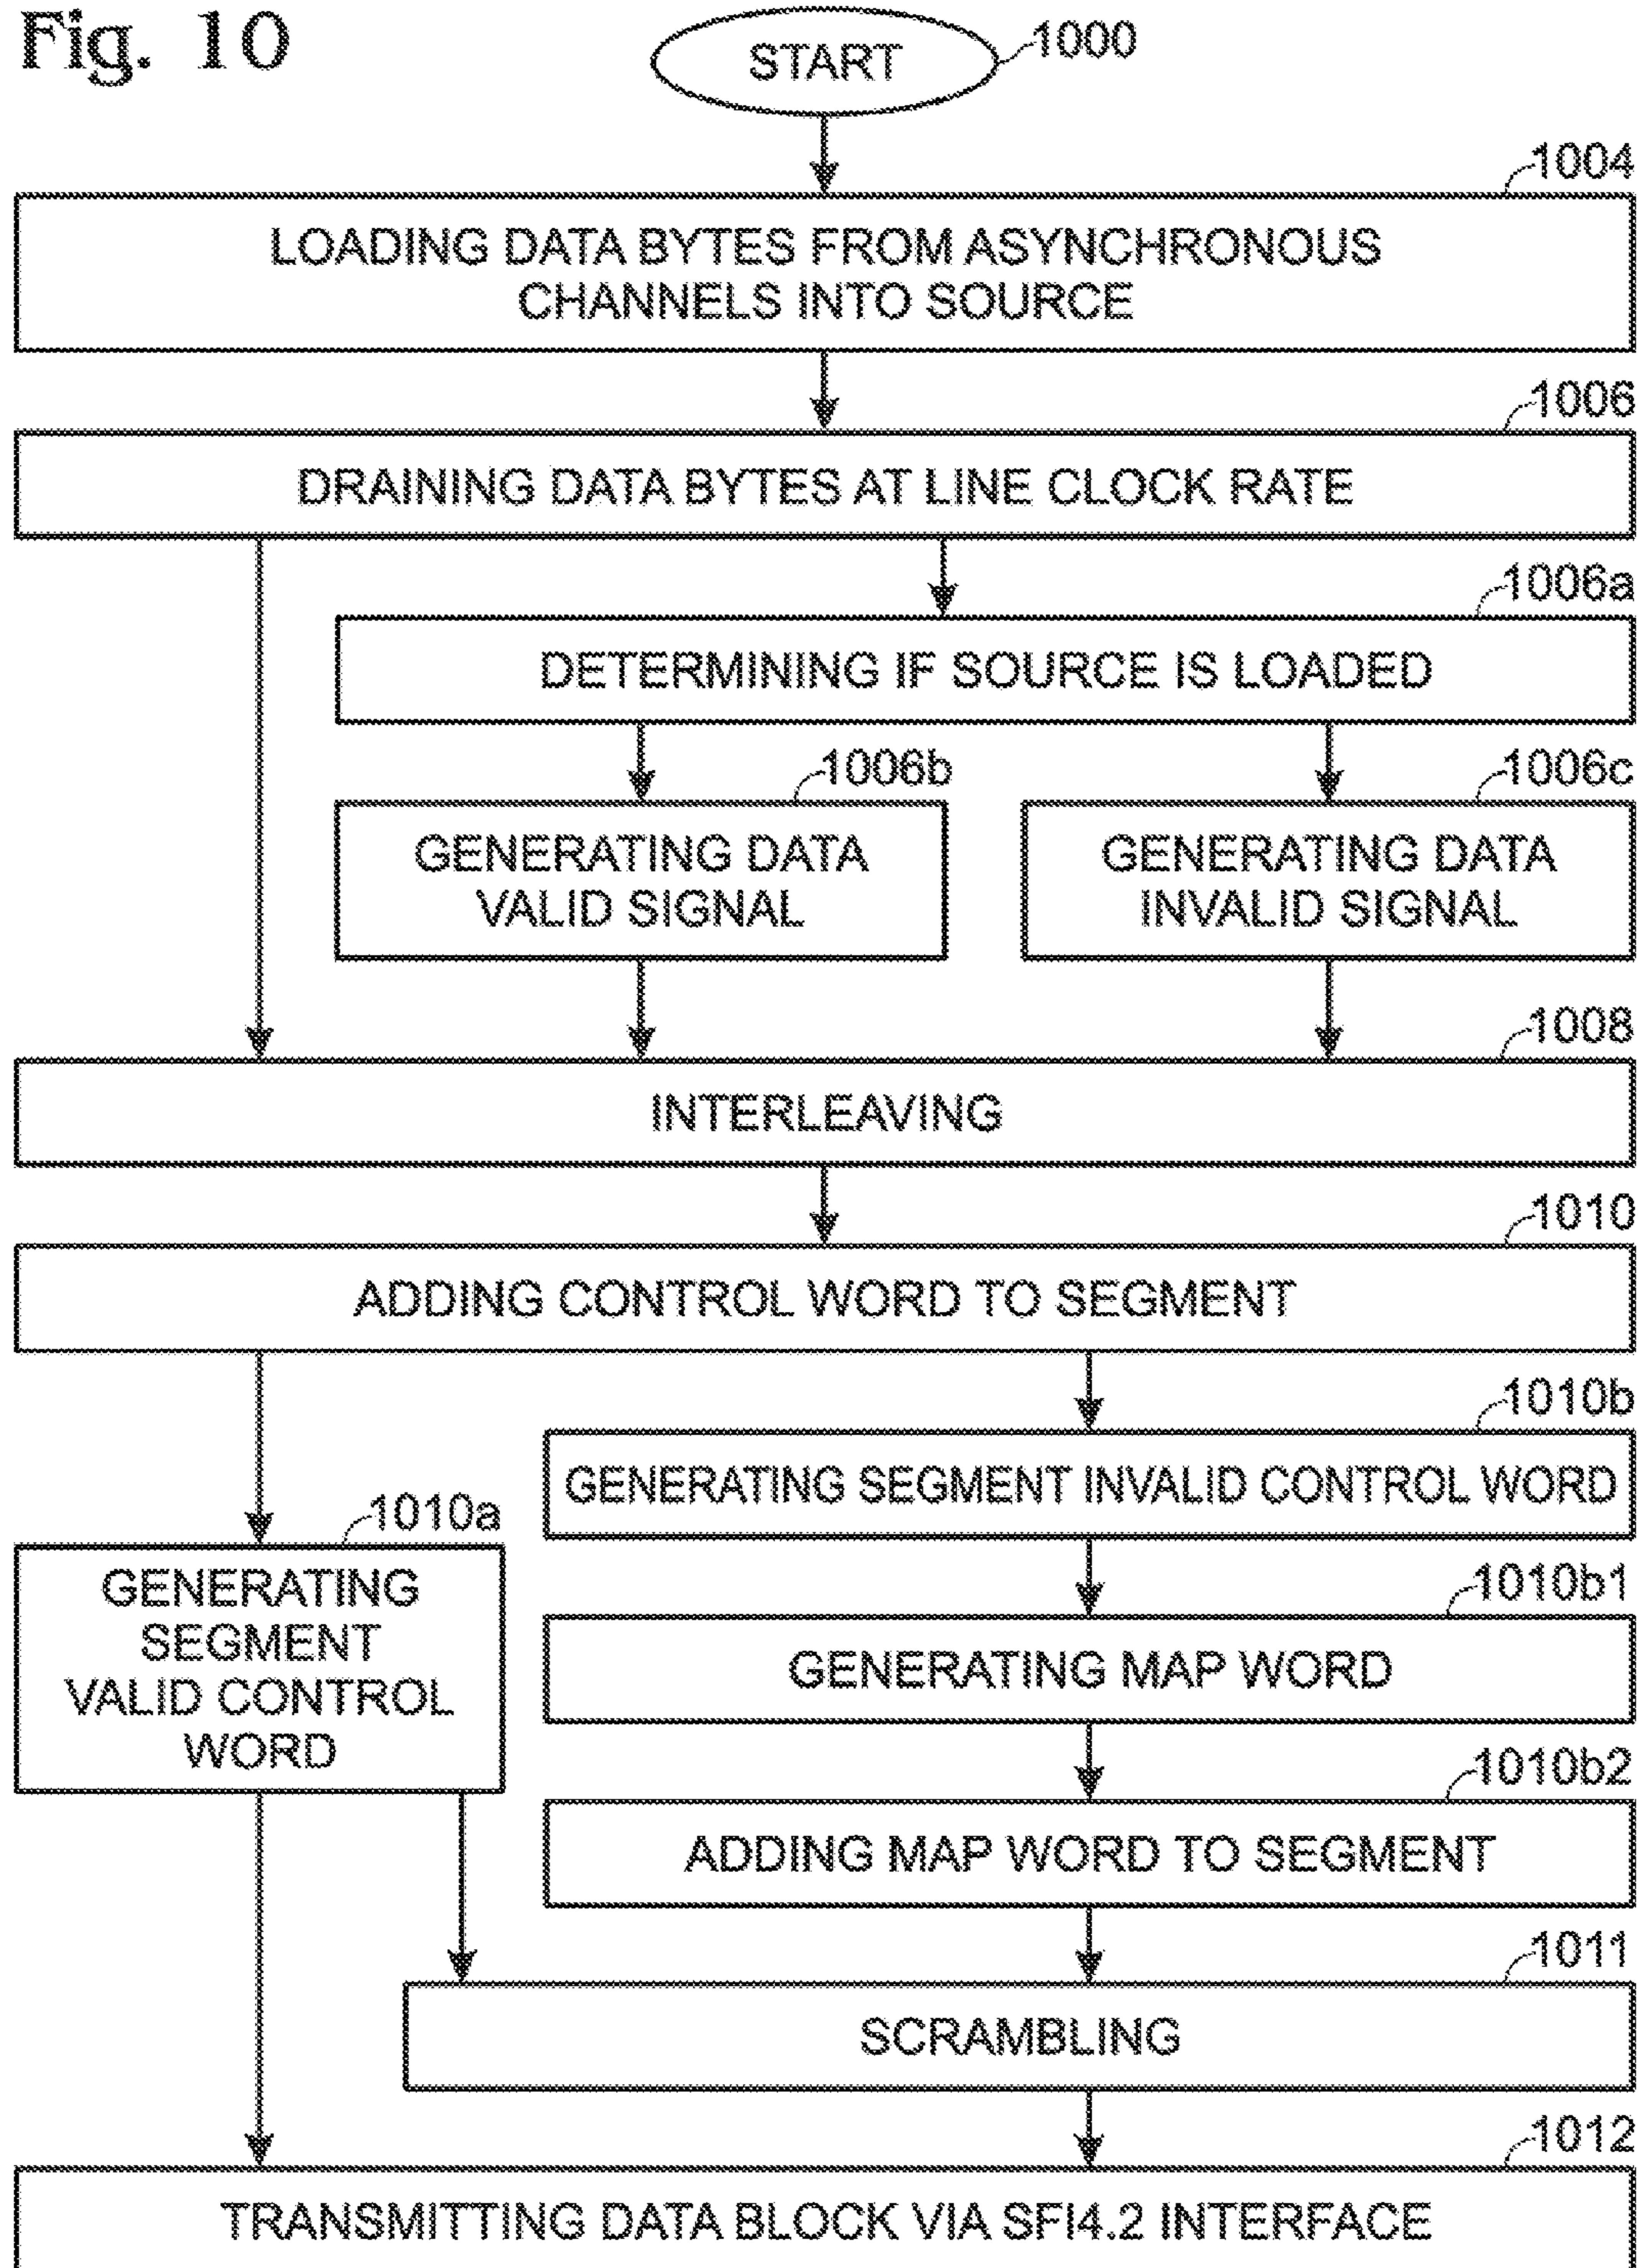 Fig. 10
START
1000
1004
LOADING DATA BYTES FROM ASYNCHRONOUS
CHANNELS INTO SOURCE
1006
DRAINING DATA BYTES AT LINE CLOCK RATE
1006a
DETERMINING IF SOURCE IS LOADED
1006b
GENERATING DATA
VALID SIGNAL
1006c
GENERATING DATA
INVALID SIGNAL
1008
INTERLEAVING
1010
ADDING CONTROL WORD TO SEGMENT
1010b
GENERATING SEGMENT INVALID CONTROL WORD
1010a
GENERATING
SEGMENT
VALID CONTROL
WORD
1010b1
GENERATING MAP WORD
1010b2
ADDING MAP WORD TO SEGMENT
1011
SCRAMBLING
1012
TRANSMITTING DATA BLOCK VIA SFI4.2 INTERFACE